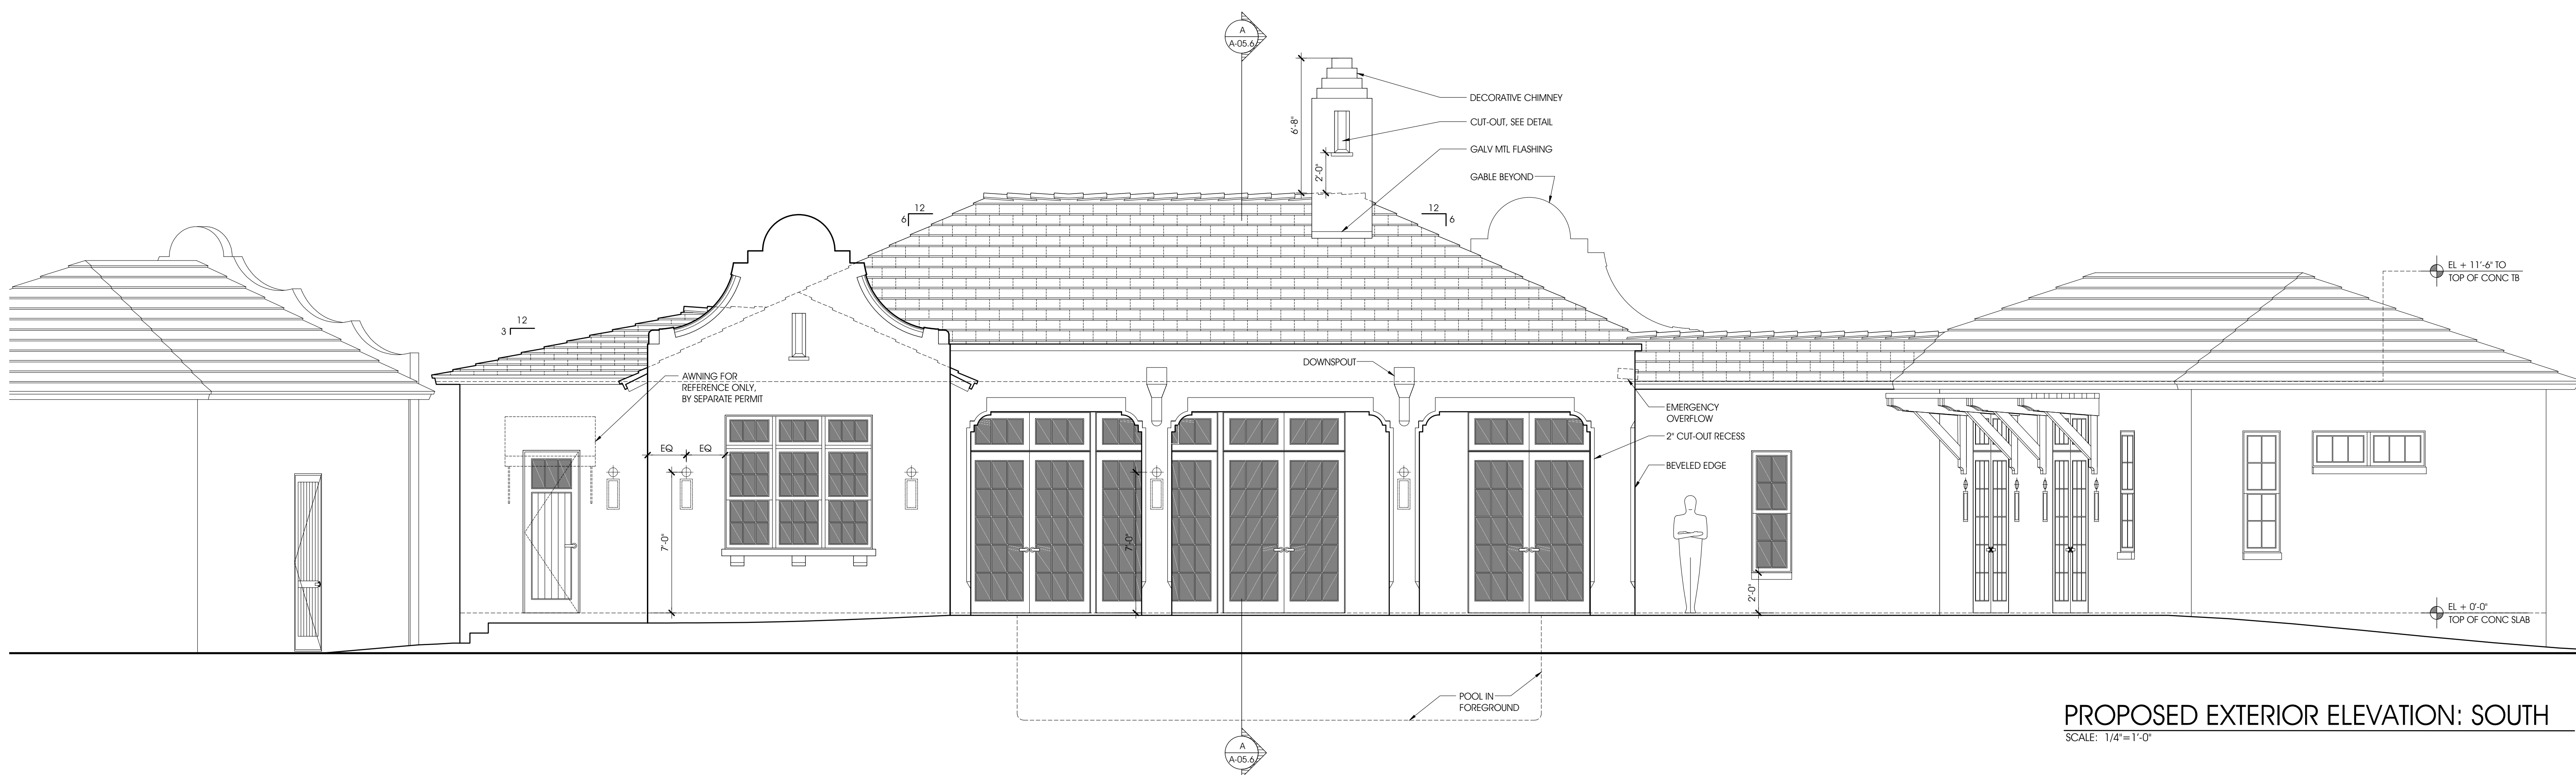 A
A-05.6
6'-8"
DECORATIVE CHIMNEY
CUT-OUT, SEE DETAIL
GALV MTL FLASHING
2'-0"
GABLE BEYOND
12
6
12
6
EL + 11'-6" TO
TOP OF CONC TB
12
3
DOWNSPOUT
AWNING FOR
REFERENCE ONLY,
BY SEPARATE PERMIT
EMERGENCY
OVERFLOW
2" CUT-OUT RECESS
EQ
EQ
BEVELED EDGE
7'-0"
7'-0"
2'-0"
EL + 0'-0"
TOP OF CONC SLAB
POOL IN
FOREGROUND
A
A-05.6
PROPOSED EXTERIOR ELEVATION: SOUTH
SCALE: 1/4"=1'-0"